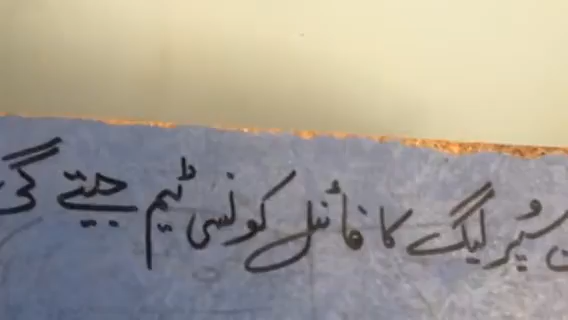 سُپر لیگ کا فائنل کونسی ٹیم جیتے گی